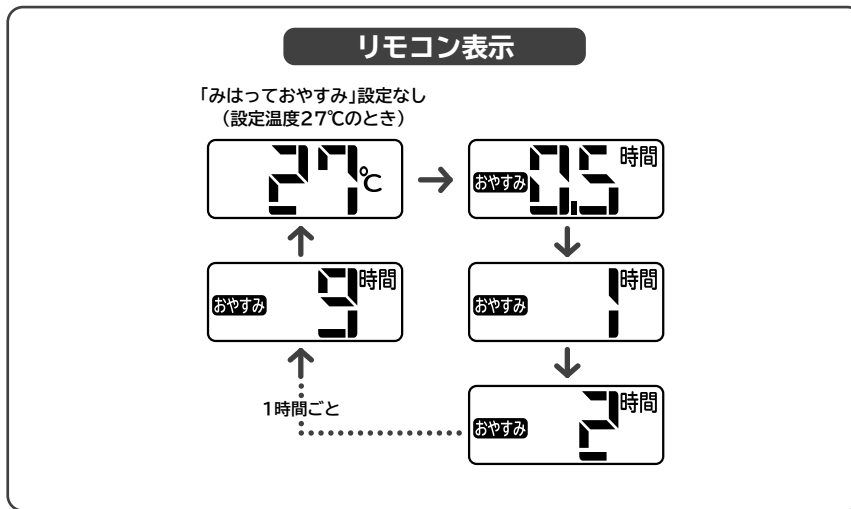 リモコン表示
「みはっておやすみ」設定なし
（設定温度27℃のとき）
27℃
おやすみ 0.5 時間
おやすみ 1 時間
おやすみ 2 時間
1時間ごと
おやすみ 9 時間